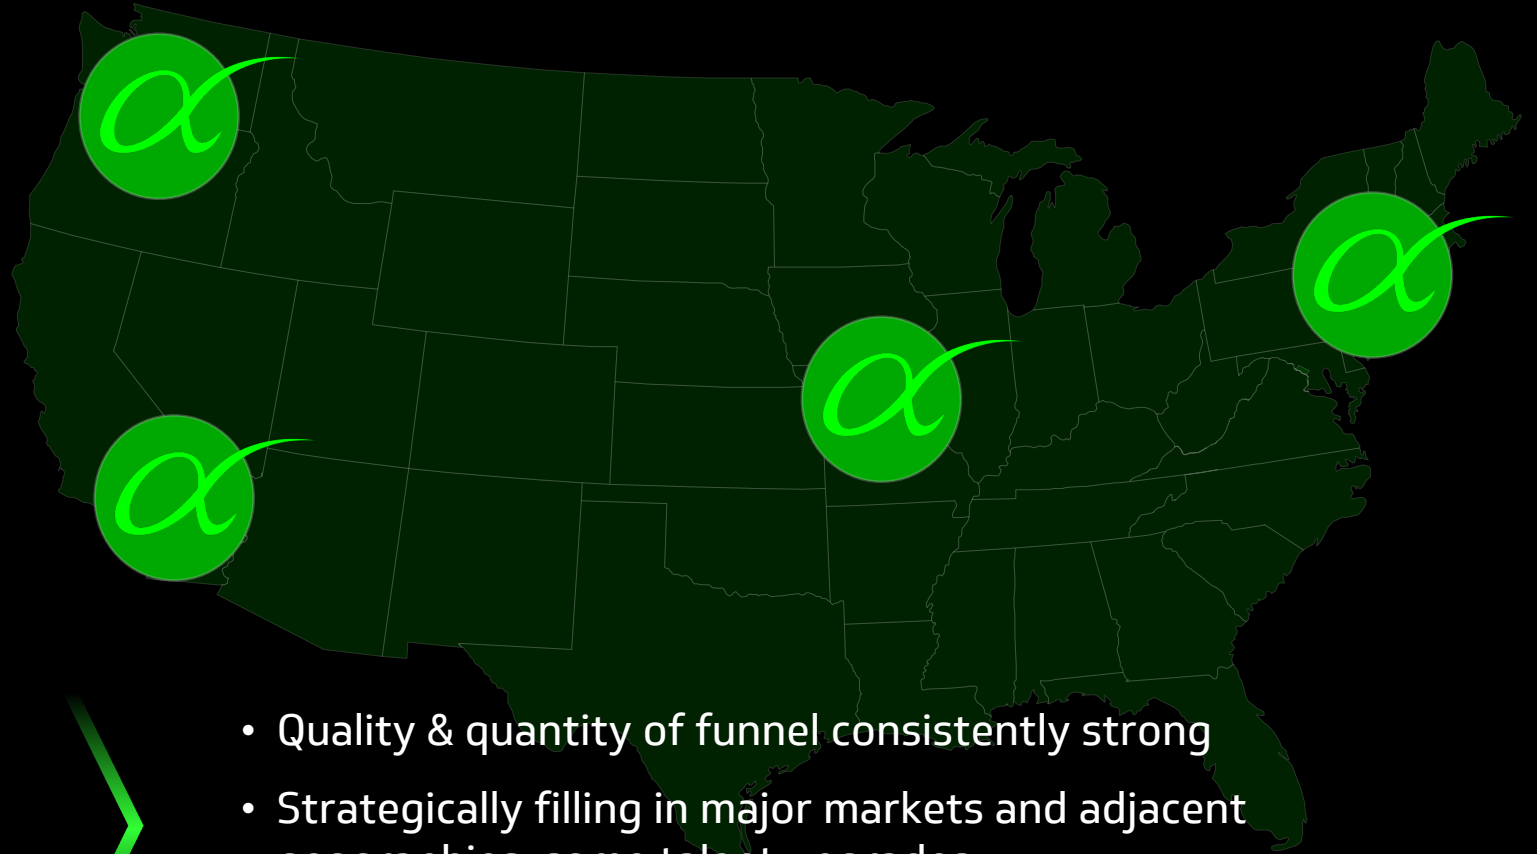 α
α
α
α
• Quality & quantity of funnel consistently strong
• Strategically filling in major markets and adjacent